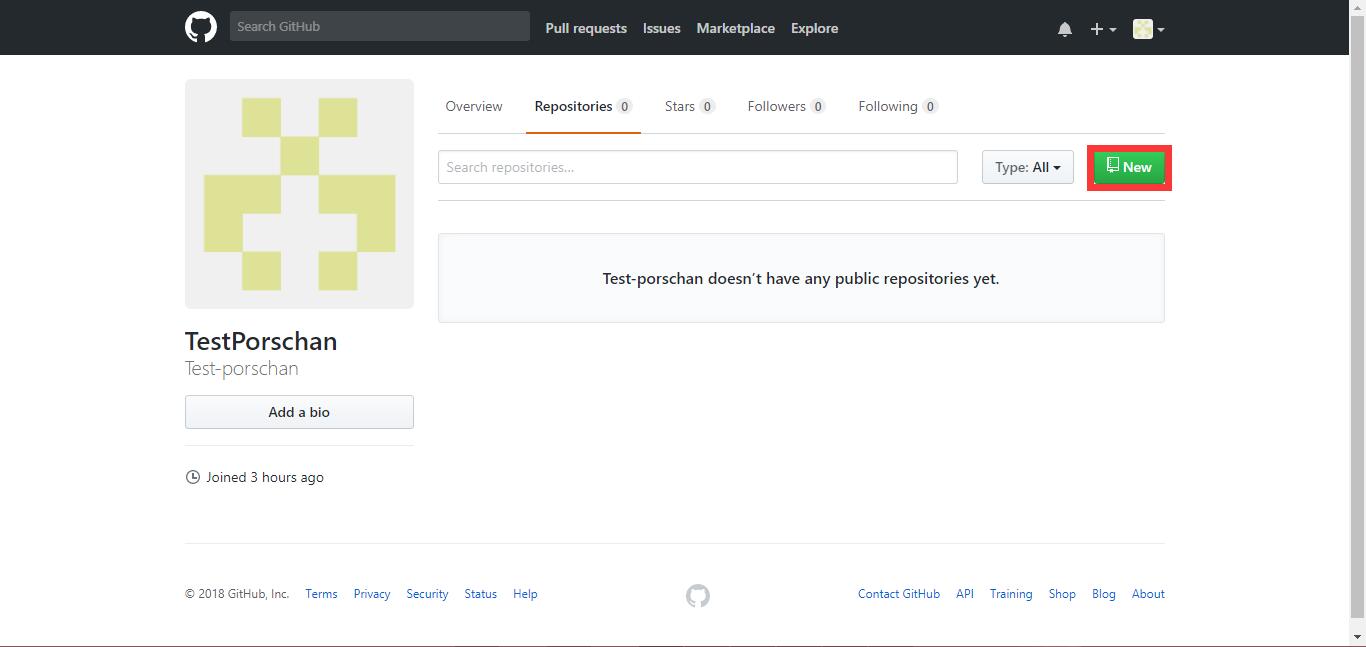 Search GitHub Pull requests Issues Marketplace Explore
Overview Repositories 0 Stars 0 Followers 0 Following 0
Search repositories... Type: All New
Test-porschan doesn’t have any public repositories yet.
TestPorschan
Test-porschan
Add a bio
Joined 3 hours ago
© 2018 GitHub, Inc. Terms Privacy Security Status Help Contact GitHub API Training Shop Blog About